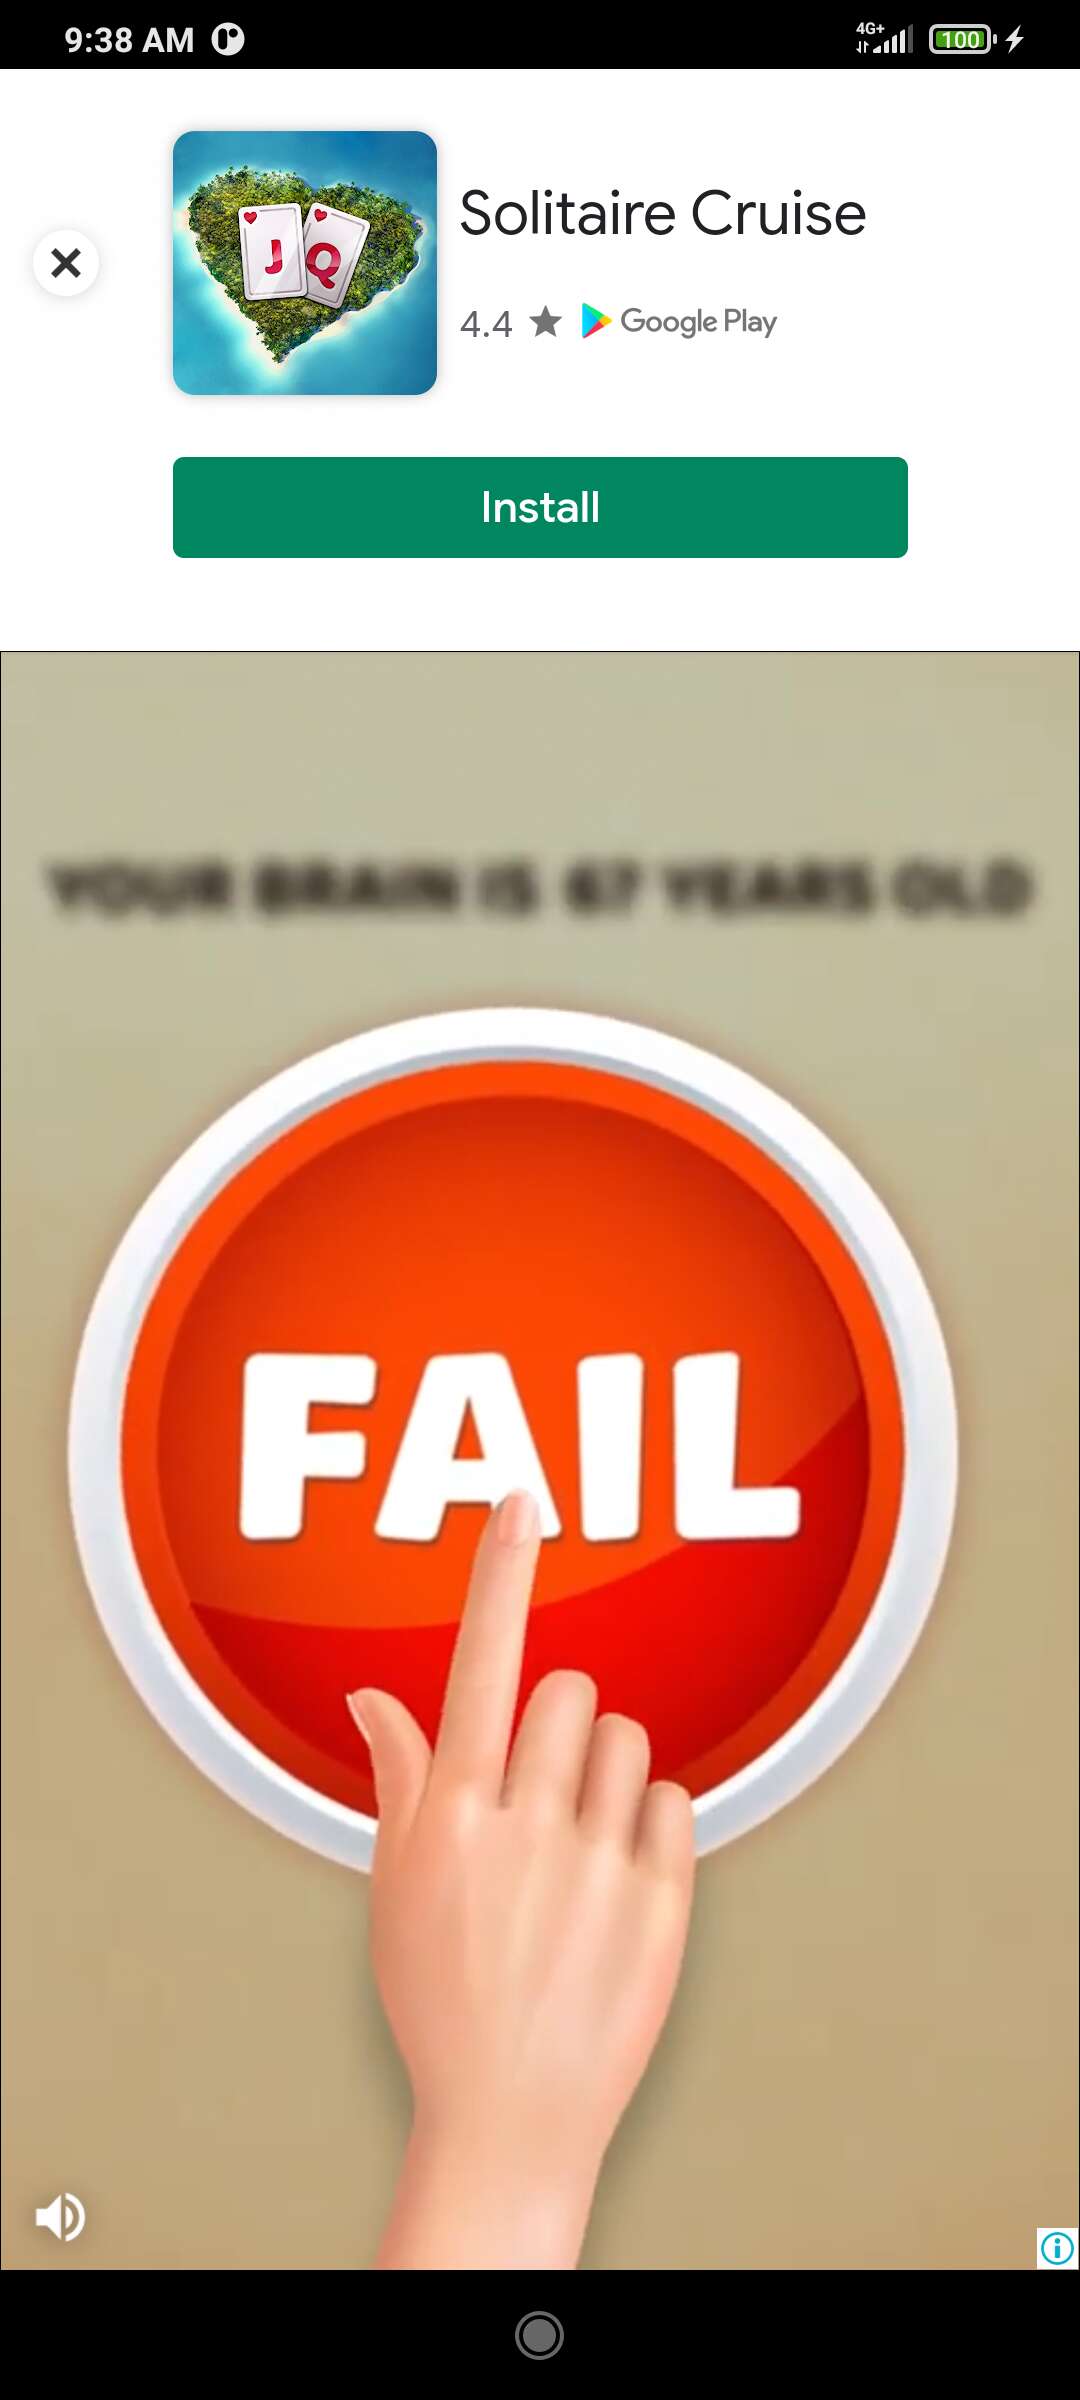 9:38 AM
4G+
100
Solitaire Cruise
J Q
4.4 ★ Google Play
Install
YOUR BRAIN IS 67 YEARS OLD
FAIL